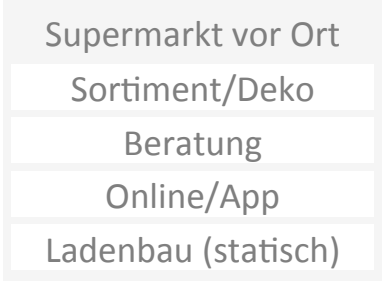 Supermarkt vor Ort
Sortiment/Deko
Beratung
Online/App
Ladenbau (statisch)